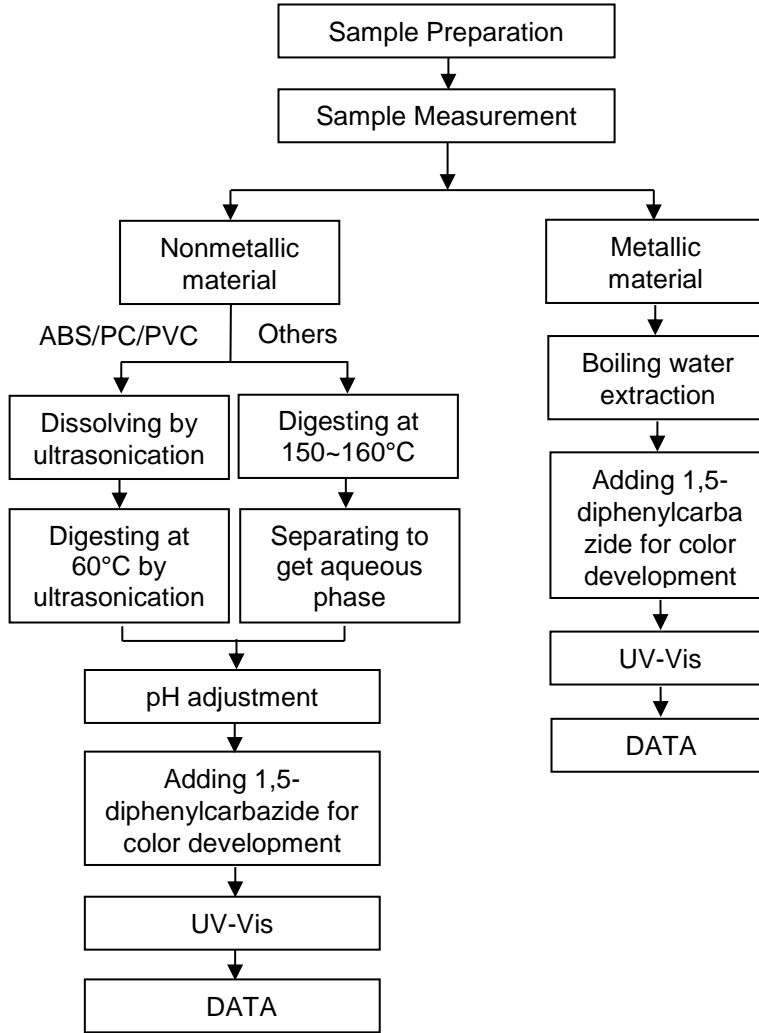 Sample Preparation
Sample Measurement
Nonmetallic
material
ABS/PC/PVC
Others
Dissolving by
ultrasonication
Digesting at
150~160°C
Digesting at
60°C by
ultrasonication
Separating to
get aqueous
phase
pH adjustment
Adding 1,5-
diphenylcarbazide for
color development
UV-Vis
DATA
Metallic
material
Boiling water
extraction
Adding 1,5-
diphenylcarba
zide for color
development
UV-Vis
DATA